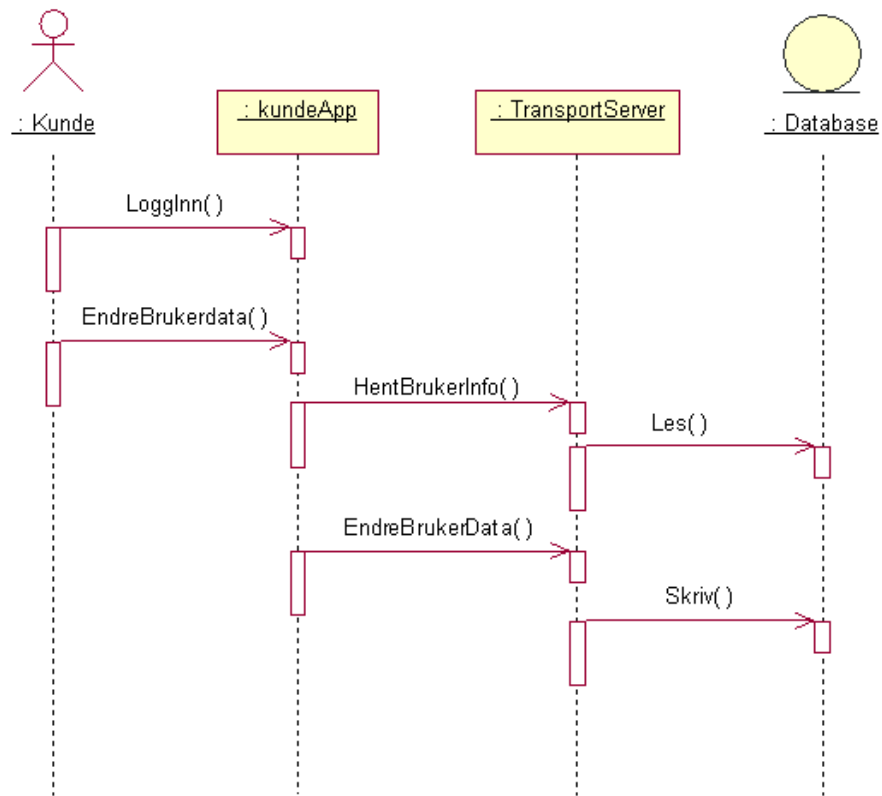 : Kunde
: kundeApp
: TransportServer
: Database
LoggInn( )
EndreBrukerdata( )
HentBrukerInfo( )
Les( )
EndreBrukerData( )
Skriv( )